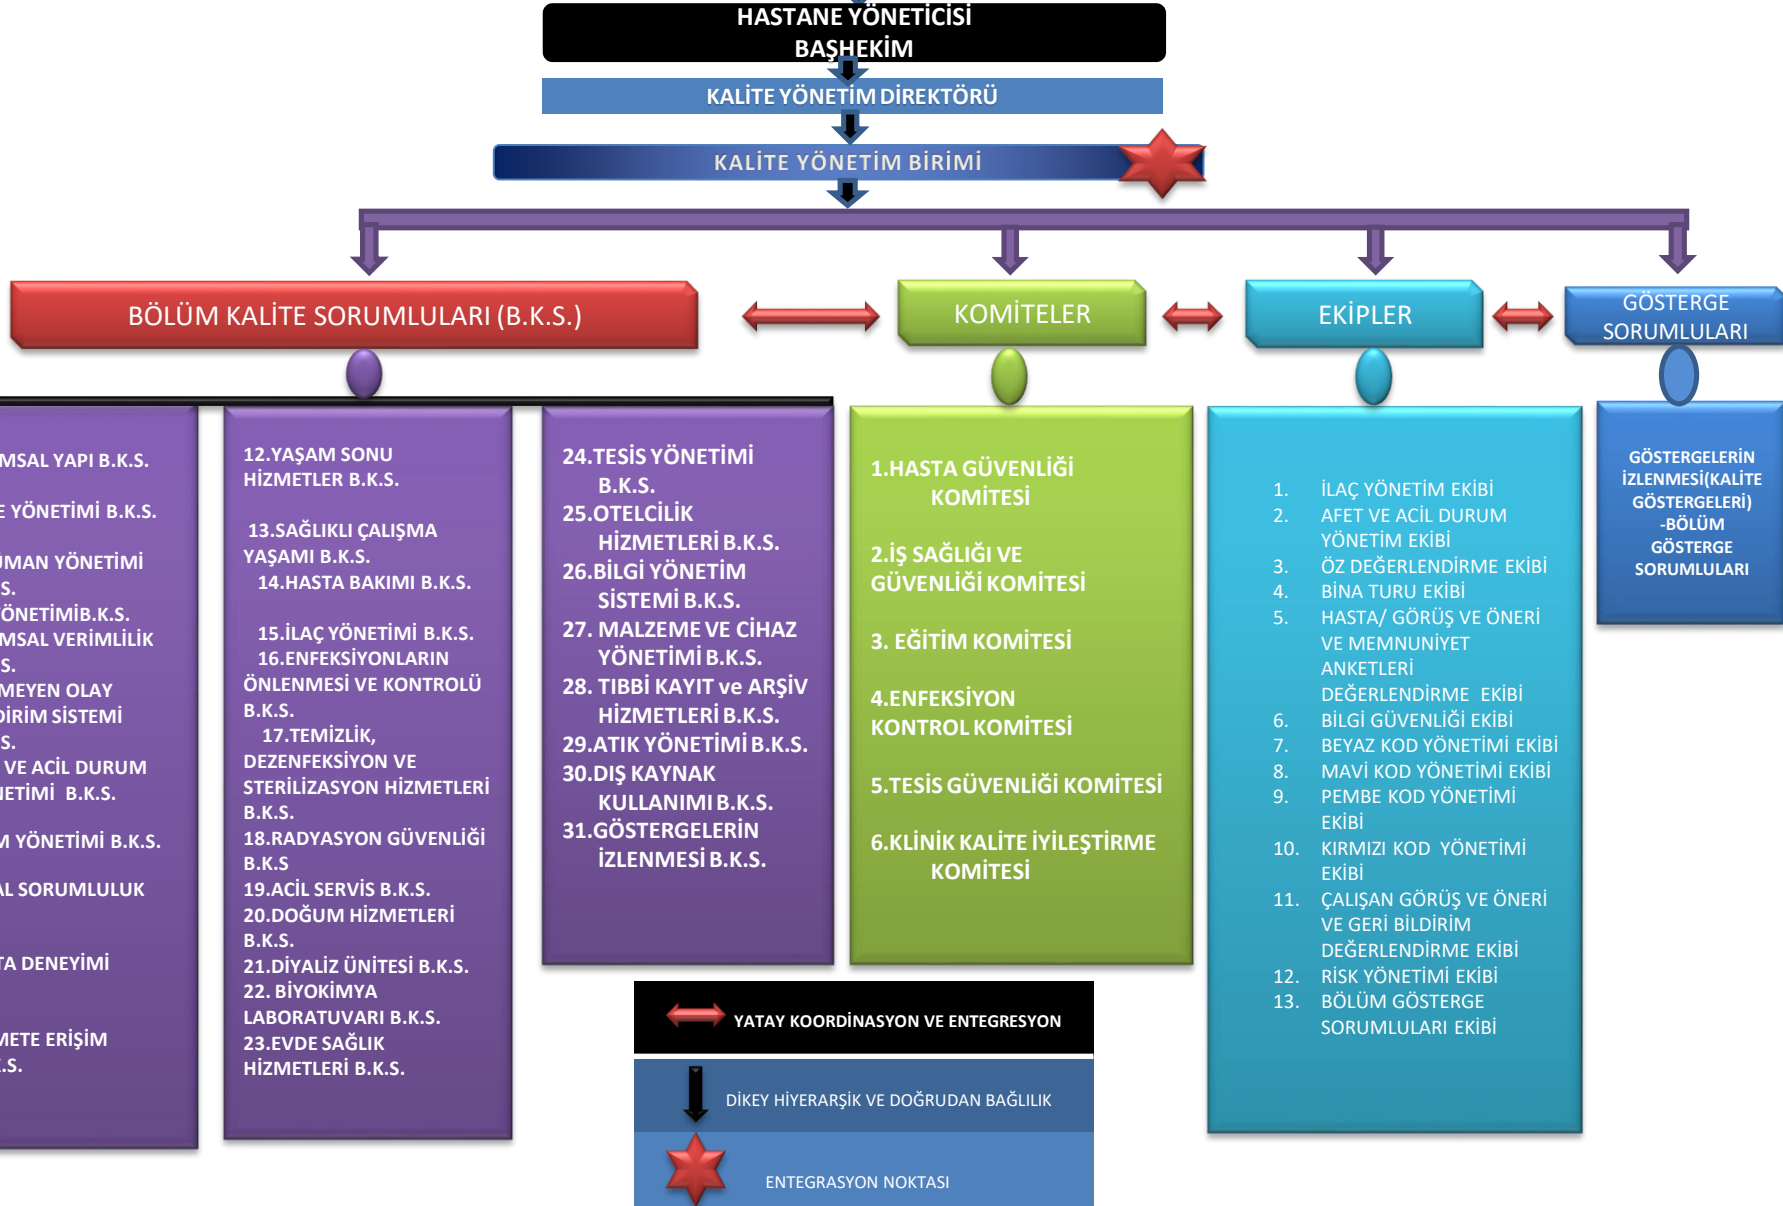 HASTANE YÖNETİCİSİ
BAŞHEKİM
KALİTE YÖNETİM DİREKTÖRÜ
KALİTE YÖNETİM BİRİMİ
BÖLÜM KALİTE SORUMLULARI (B.K.S.)
KOMİTELER
EKİPLER
GÖSTERGE
SORUMLULARI
YAPI B.K.S.
YÖNETİMİ B.K.S.
YÖNETİMİ
VERİMLİLİK
OLAY
SİSTEMİ
VE ACİL DURUM
B.K.S.
YÖNETİMİ B.K.S.
SORUMLULUK
DENEYİMİ
ERİŞİM
12.YAŞAM SONU
HİZMETLER B.K.S.
13.SAĞLIKLI ÇALIŞMA
YAŞAMI B.K.S.
14.HASTA BAKIMI B.K.S.
15.İLAÇ YÖNETİMİ B.K.S.
16.ENFEKSİYONLARIN
ÖNLENMESİ VE KONTROLÜ
B.K.S.
17.TEMİZLİK,
DEZENFEKSİYON VE
STERİLİZASYON HİZMETLERİ
B.K.S.
18.RADYASYON GÜVENLİĞİ
B.K.S
19.ACİL SERVİS B.K.S.
20.DOĞUM HİZMETLERİ
B.K.S.
21.DİYALİZ ÜNİTESİ B.K.S.
22. BİYOKİMYA
LABORATUVARI B.K.S.
23.EVDE SAĞLIK
HİZMETLERİ B.K.S.
24.TESİS YÖNETİMİ
B.K.S.
25.OTELCİLİK
HİZMETLERİ B.K.S.
26.BİLGİ YÖNETİM
SİSTEMİ B.K.S.
27. MALZEME VE CİHAZ
YÖNETİMİ B.K.S.
28. TIBBİ KAYIT ve ARŞİV
HİZMETLERİ B.K.S.
29.ATIK YÖNETİMİ B.K.S.
30.DIŞ KAYNAK
KULLANIMI B.K.S.
31.GÖSTERGELERİN
İZLENMESİ B.K.S.
1.HASTA GÜVENLİĞİ
KOMİTESİ
2.İŞ SAĞLIĞI VE
GÜVENLİĞİ KOMİTESİ
3. EĞİTİM KOMİTESİ
4.ENFEKSİYON
KONTROL KOMİTESİ
5.TESİS GÜVENLİĞİ KOMİTESİ
6.KLİNİK KALİTE İYİLEŞTİRME
KOMİTESİ
1. İLAÇ YÖNETİM EKİBİ
2. AFET VE ACİL DURUM
YÖNETİM EKİBİ
3. ÖZ DEĞERLENDİRME EKİBİ
4. BİNA TURU EKİBİ
5. HASTA/ GÖRÜŞ VE ÖNERİ
VE MEMNUNİYET
ANKETLERİ
DEĞERLENDİRME EKİBİ
6. BİLGİ GÜVENLİĞİ EKİBİ
7. BEYAZ KOD YÖNETİMİ EKİBİ
8. MAVİ KOD YÖNETİMİ EKİBİ
9. PEMBE KOD YÖNETİMİ
EKİBİ
10. KIRMIZI KOD YÖNETİMİ
EKİBİ
11. ÇALIŞAN GÖRÜŞ VE ÖNERİ
VE GERİ BİLDİRİM
DEĞERLENDİRME EKİBİ
12. RİSK YÖNETİMİ EKİBİ
13. BÖLÜM GÖSTERGE
SORUMLULARI EKİBİ
GÖSTERGELERİN
İZLENMESİ(KALİTE
GÖSTERGELERİ)
-BÖLÜM
GÖSTERGE
SORUMLULARI
YATAY KOORDİNASYON VE ENTEGRESYON
DİKEY HİYERARŞİK VE DOĞRUDAN BAĞLILIK
ENTEGRASYON NOKTASI